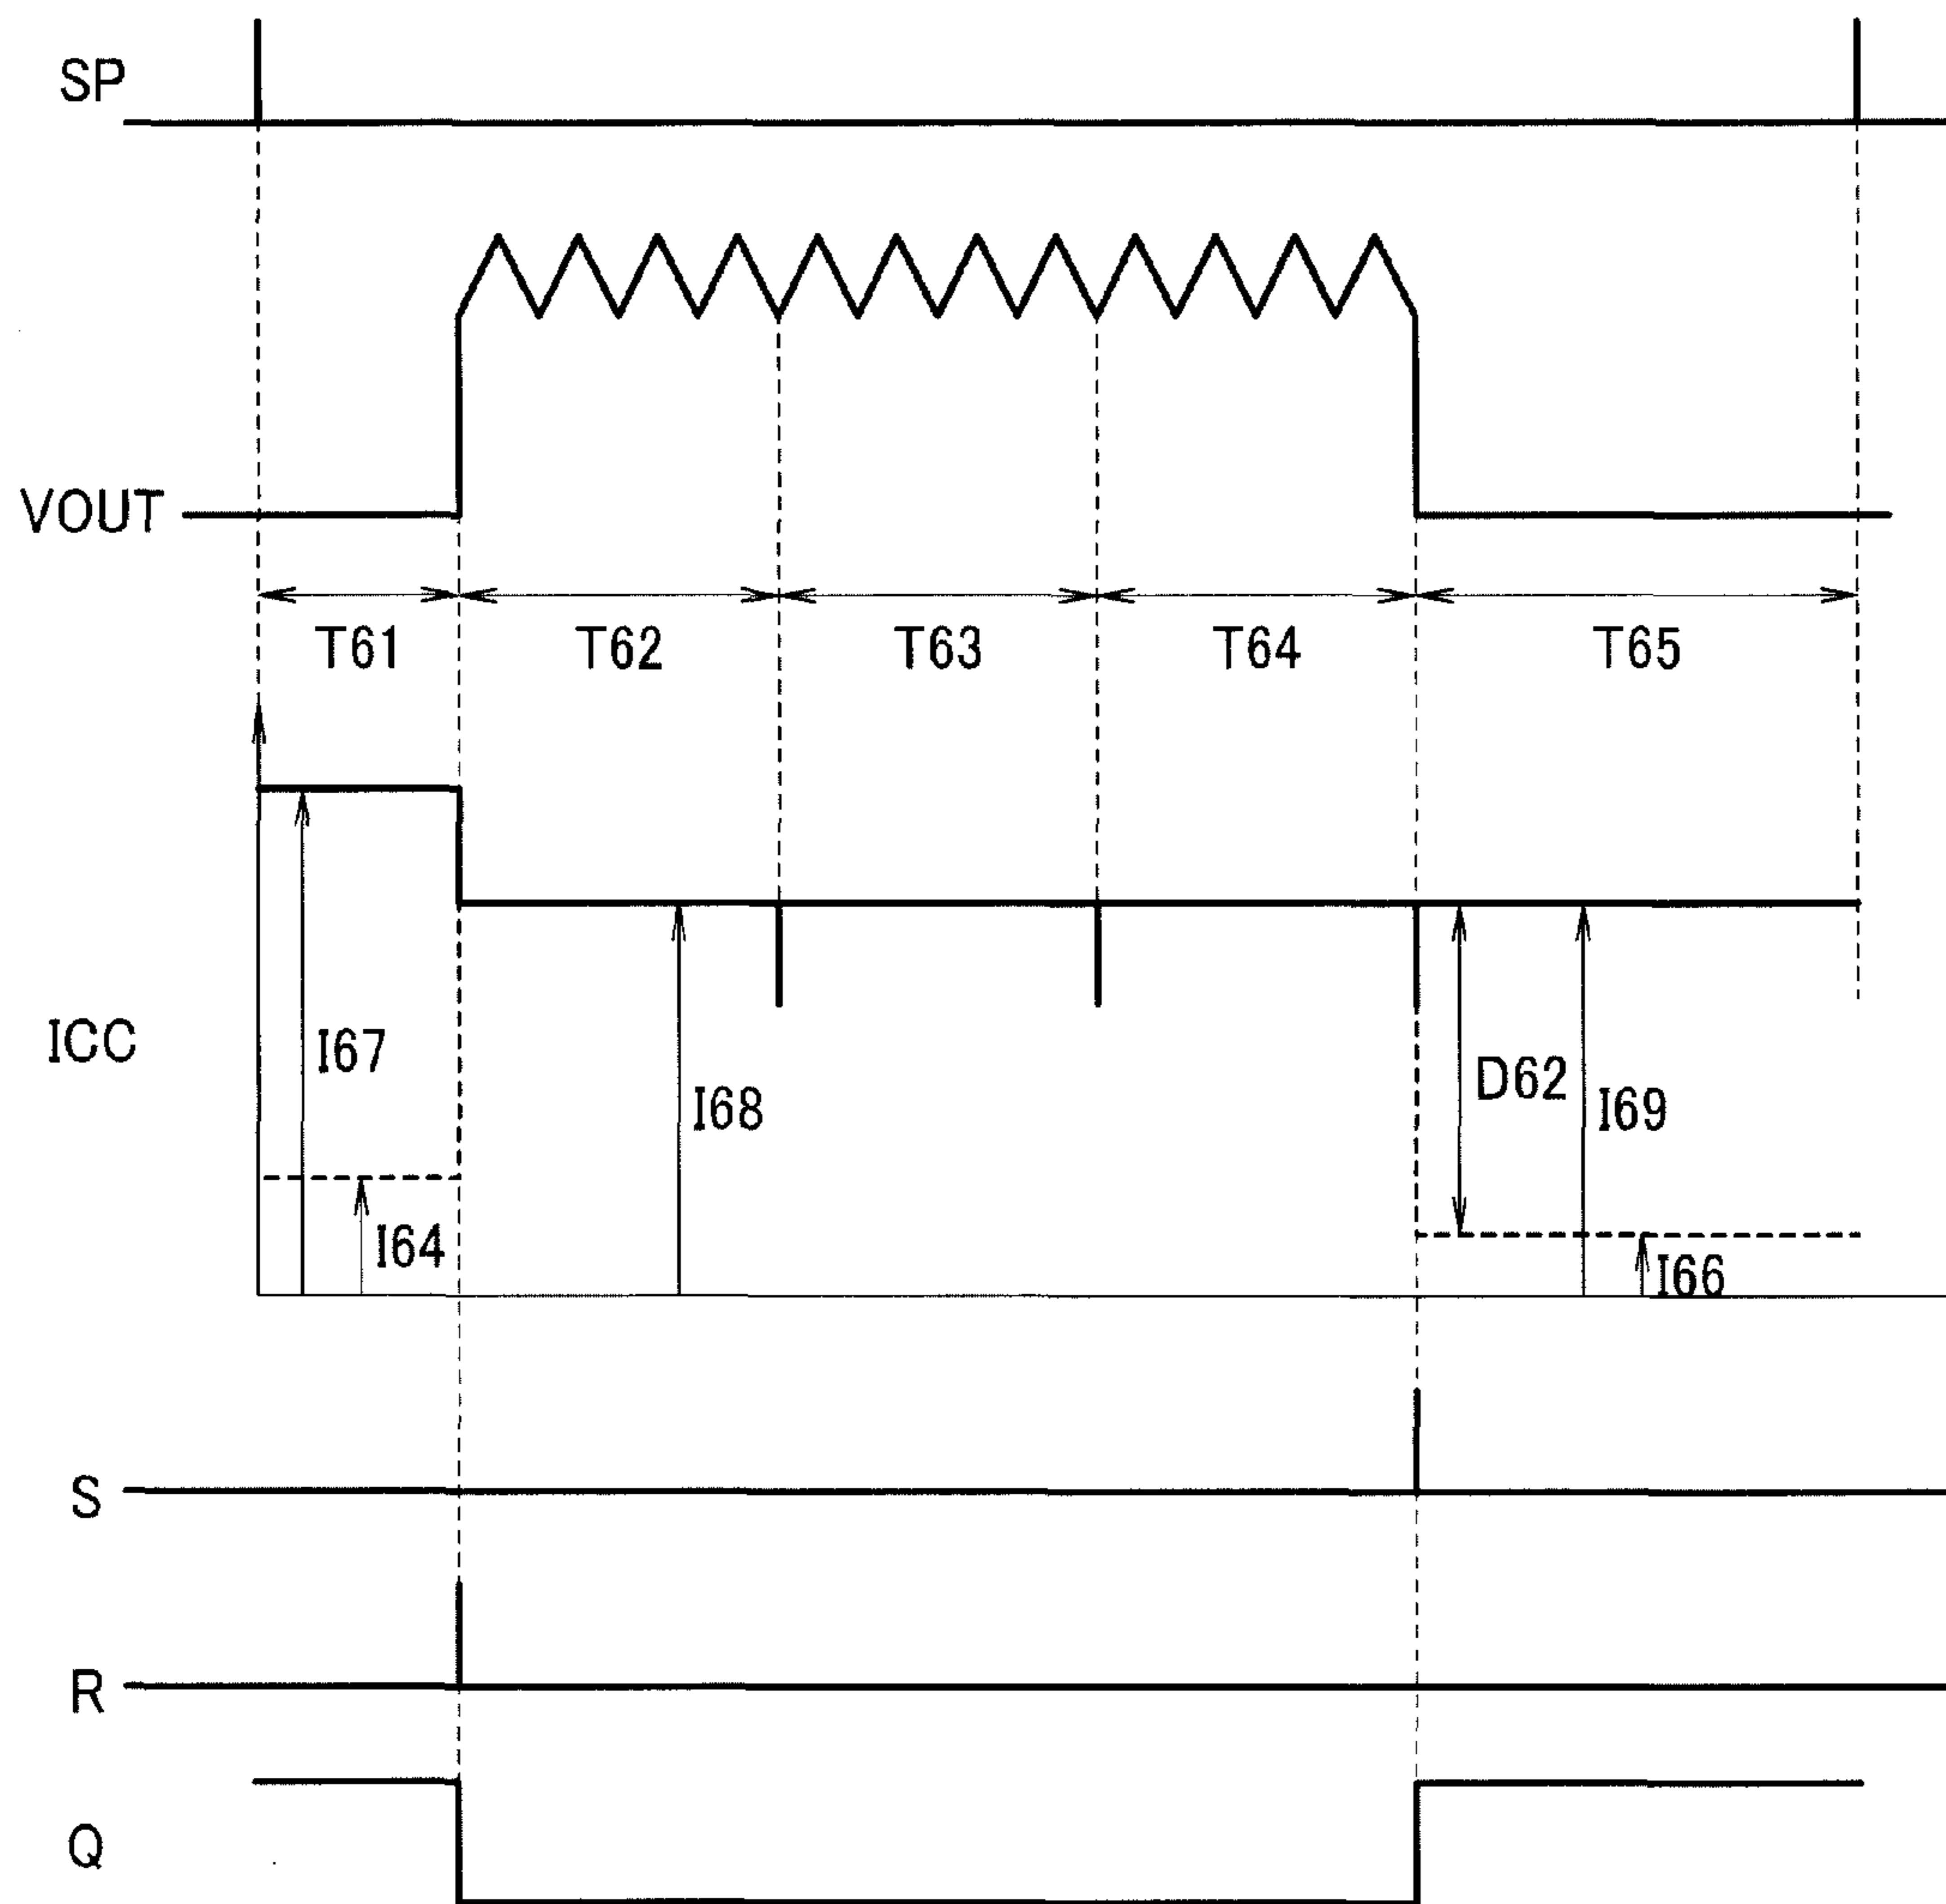 SP
VOUT
T61 T62 T63 T64 T65
ICC
I67
I68
D62
I69
I64
I66
S
R
Q